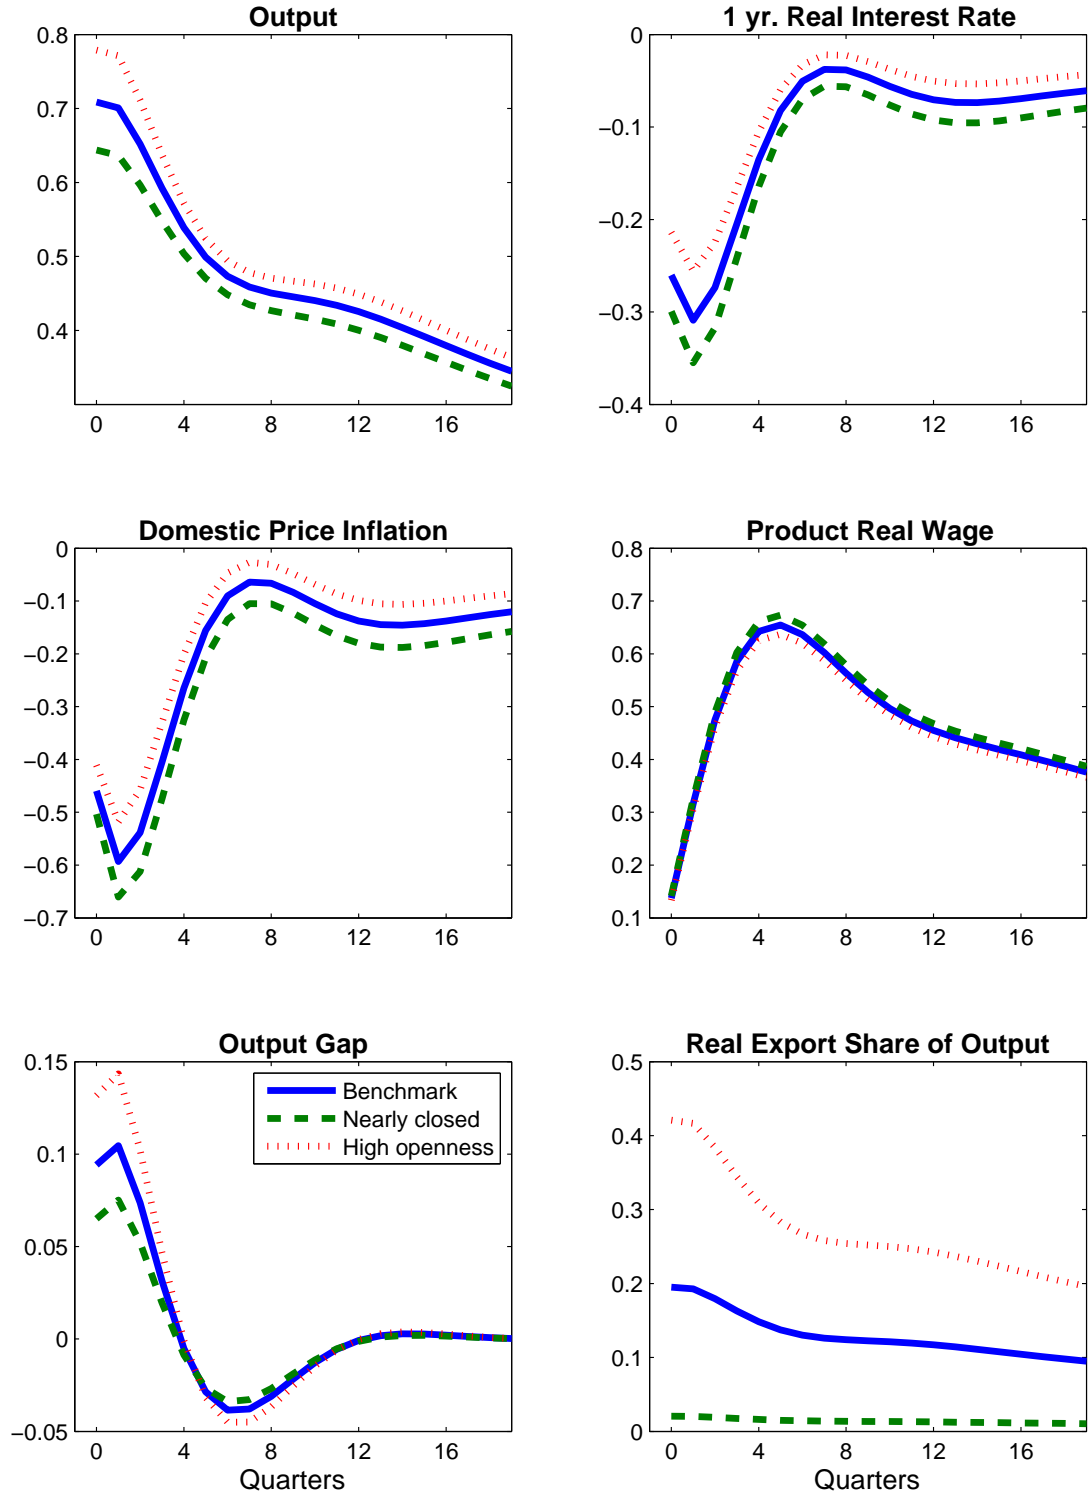 Output
0.8
0.7
0.6
0.5
0.4
0 4 8 12 16
1 yr. Real Interest Rate
0
−0.1
−0.2
−0.3
−0.4
0 4 8 12 16
Domestic Price Inflation
0
−0.1
−0.2
−0.3
−0.4
−0.5
−0.6
−0.7
0 4 8 12 16
Product Real Wage
0.8
0.7
0.6
0.5
0.4
0.3
0.2
0.1
0 4 8 12 16
Output Gap
0.15
0.1
0.05
0
−0.05
Benchmark
Nearly closed
High openness
0 4 8 12 16
Quarters
Real Export Share of Output
0.5
0.4
0.3
0.2
0.1
0
0 4 8 12 16
Quarters